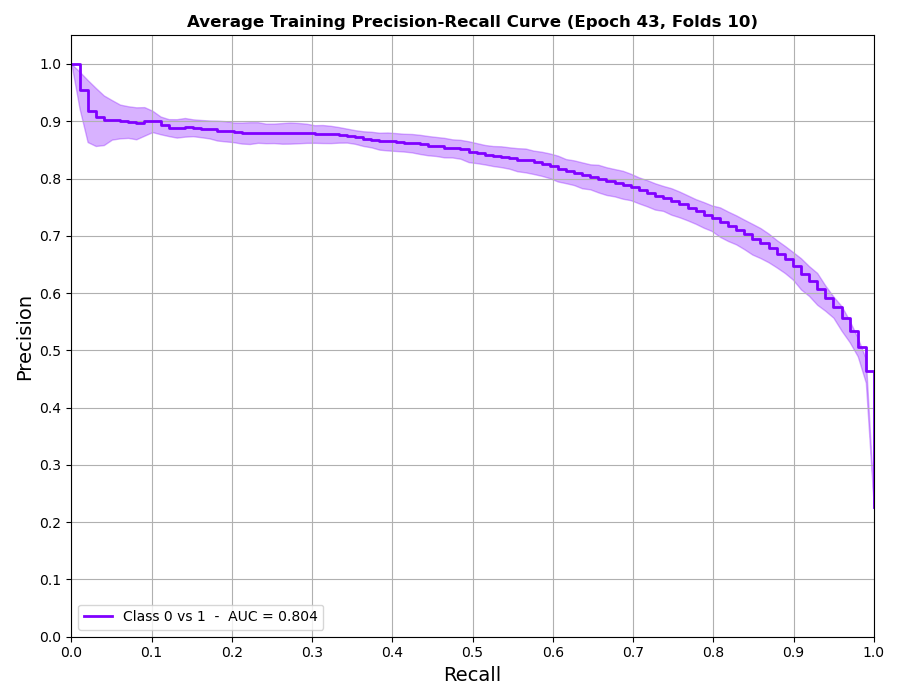 Average Training Precision-Recall Curve (Epoch 43, Folds 10)
1.0
0.9
0.8
0.7
0.6
0.5
0.4
0.3
0.2
0.1
0.0
Precision
Class 0 vs 1 - AUC = 0.804
0.0 0.1 0.2 0.3 0.4 0.5 0.6 0.7 0.8 0.9 1.0
Recall